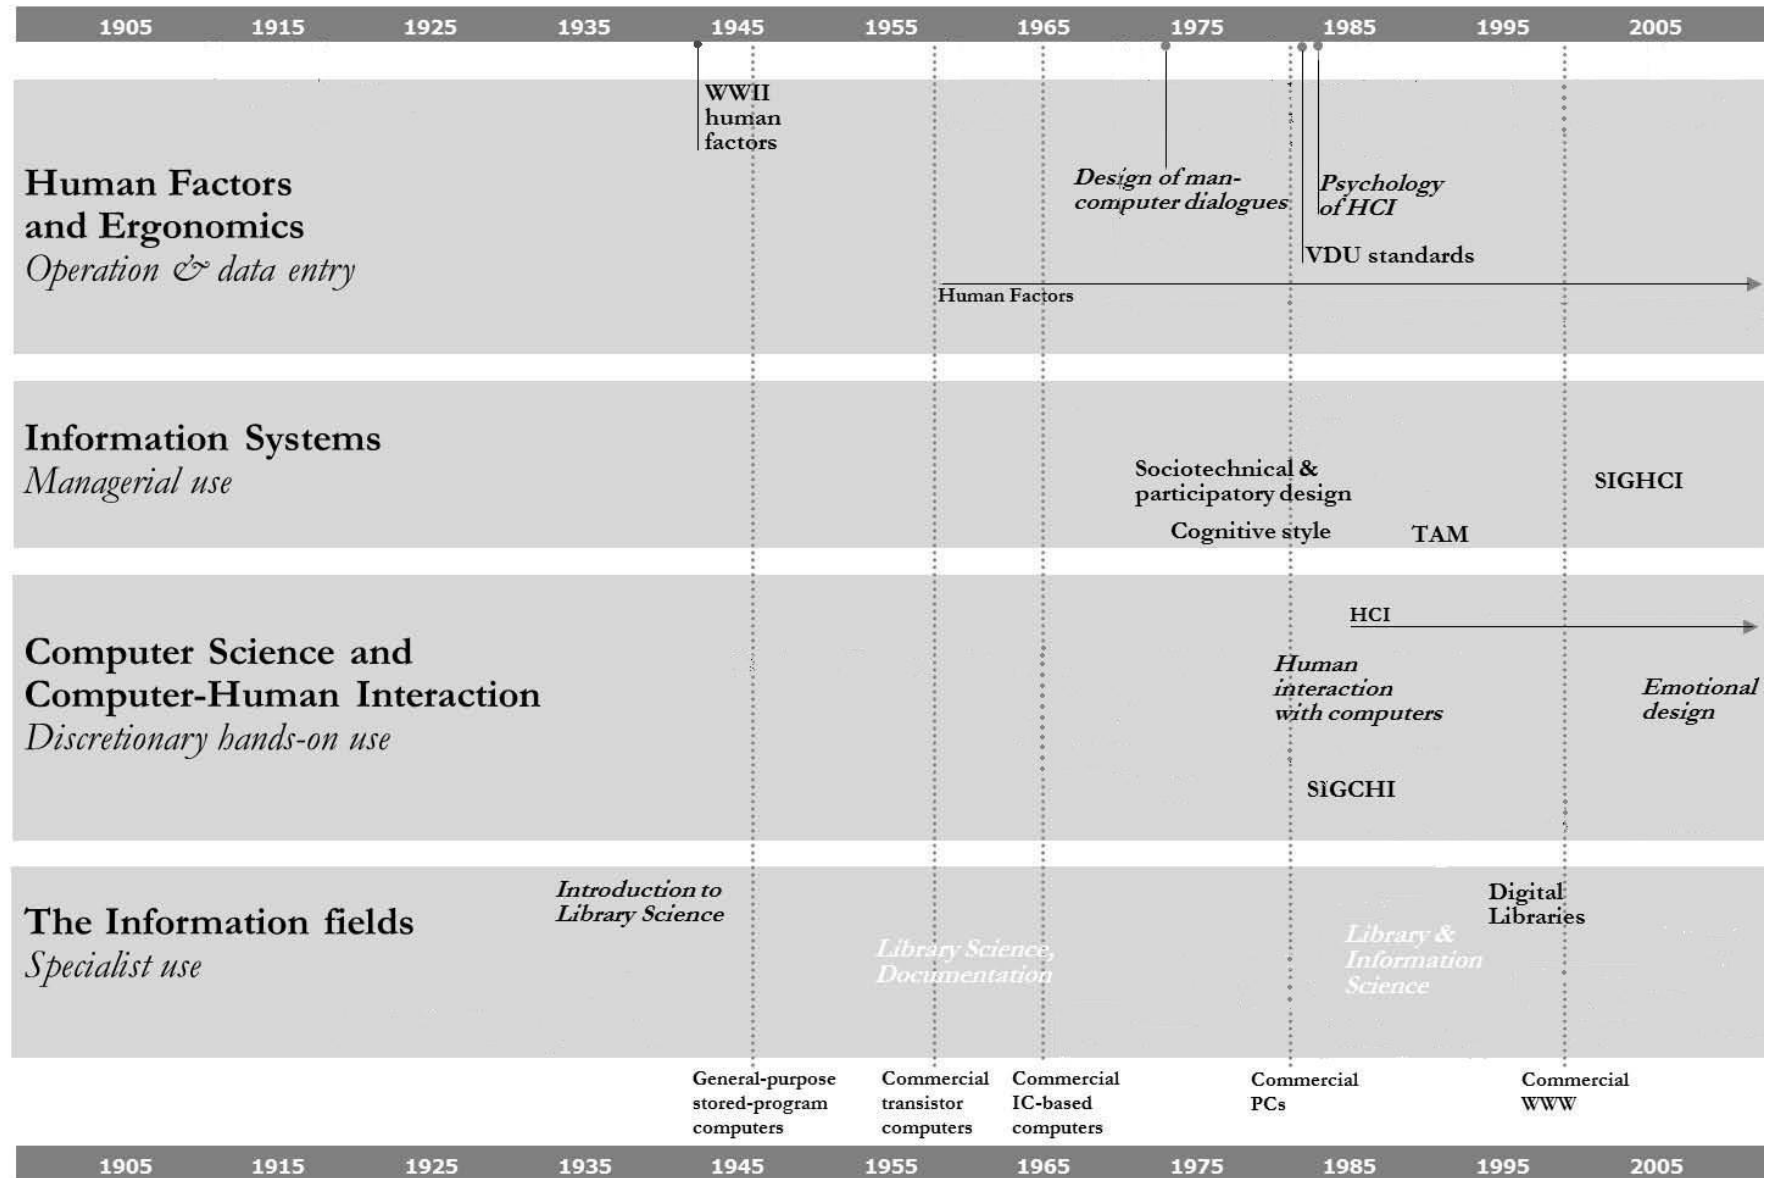 1905 1915 1925 1935 1945 1955 1965 1975 1985 1995 2005
WWII
human
factors
Human Factors
and Ergonomics
Operation & data entry
Design of man-
computer dialogues
Psychology
of HCI
VDU standards
Human Factors
Information Systems
Managerial use
Sociotechnical &
participatory design
Cognitive style
TAM
SIGHCI
Computer Science and
Computer-Human Interaction
Discretionary hands-on use
HCI
Human
interaction
with computers
Emotional
design
SIGCHI
The Information fields
Specialist use
Introduction to
Library Science
Library Science,
Documentation
Library &
Information
Science
Digital
Libraries
General-purpose
stored-program
computers
Commercial
transistor
computers
Commercial
IC-based
computers
Commercial
PCs
Commercial
WWW
1905 1915 1925 1935 1945 1955 1965 1975 1985 1995 2005